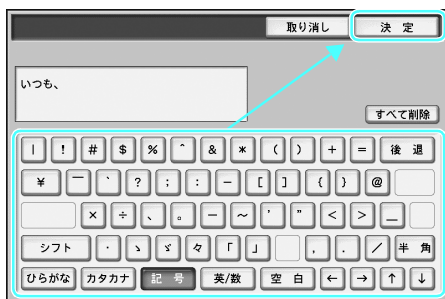 取り消し 決 定
いつも、
すべて削除
| ! # $ % ^ & * ( ) + = 後 退
¥ ‾ ` ? ; : − [ ] { } @
× ÷ 、 。 ー ～ ' " < > _
シフト ・ ゝ ゞ 々 「 」 , . / 半 角
ひらがな カタカナ 記 号 英/数 空 白 ← → ↑ ↓